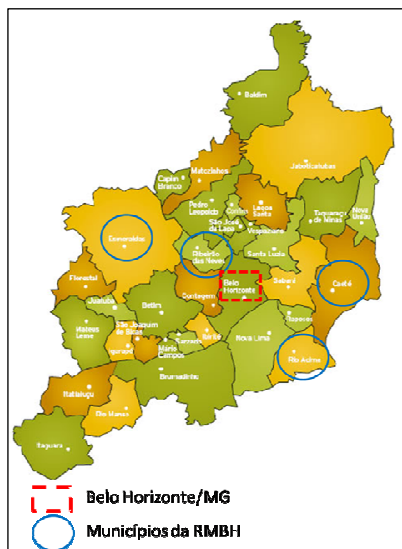 Baldim
Jaboticatubas
Capim
Branco
Matozinhos
Pedro
Leopoldo
Confins
Lagoa
Santa
São José
da Lapa
Vespasiano
Taquaraçu
de Minas
Nova
União
Esmeraldas
Ribeirão
das Neves
Santa Luzia
Florestal
Juatuba
Betim
Contagem
Belo
Horizonte
Sabará
Caeté
Mateus
Leme
São Joaquim
de Bicas
Igarapé
Mário
Campos
Sarzedo
Ibirité
Nova Lima
Raposos
Rio Acima
Brumadinho
Itatiaiuçu
Rio Manso
Itaguara
Belo Horizonte/MG
Municípios da RMBH